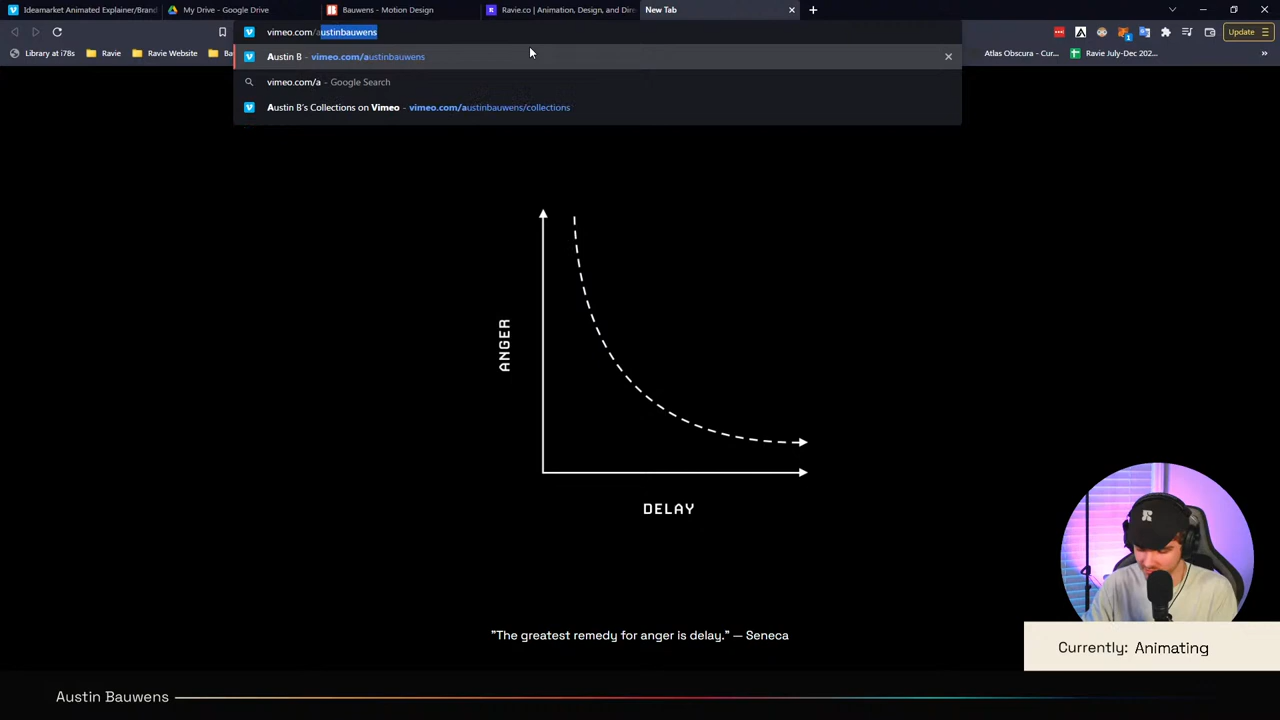 Ideamarket Animated Explainer/Brand
My Drive - Google Drive
Bauwens - Motion Design
Ravie.co | Animation, Design, and Dire
New Tab
vimeo.com/austinbauwens
Update
Library at i78s
Ravie
Ravie Website
Atlas Obscura - Cur...
Ravie July-Dec 202...
Austin B - vimeo.com/austinbauwens
vimeo.com/a - Google Search
Austin B's Collections on Vimeo - vimeo.com/austinbauwens/collections
ANGER
DELAY
"The greatest remedy for anger is delay." — Seneca
Currently: Animating
Austin Bauwens